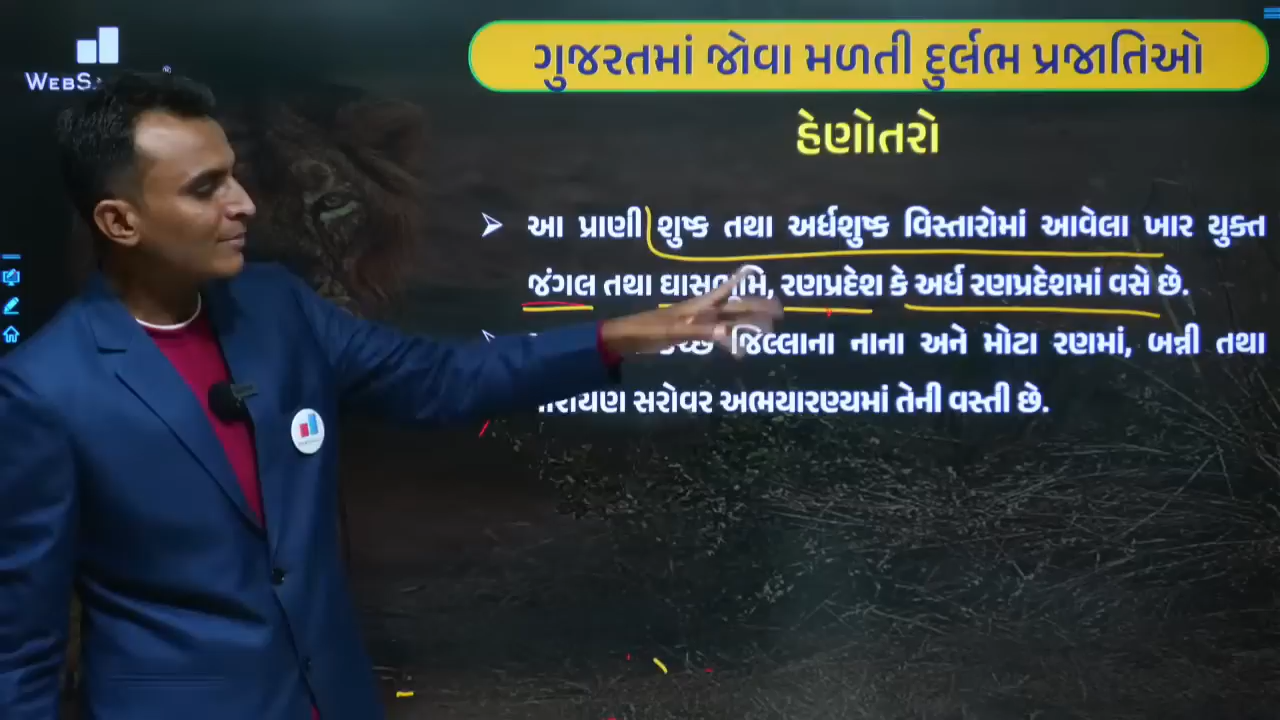 ગુજરતમાં જોવા મળતી દુર્લભ પ્રજાતિઓ
હેણોતરો
➤ આ પ્રાણી શુષ્ક તથા અર્ધશુષ્ક વિસ્તારોમાં આવેલા ખાર યુક્ત
જંગલ તથા ઘાસભૂમિ, રણપ્રદેશ કે અર્ધ રણપ્રદેશમાં વસે છે.
જિલ્લાના નાના અને મોટા રણમાં, બન્ની તથા
સરોવર અભયારણ્યમાં તેની વસ્તી છે.